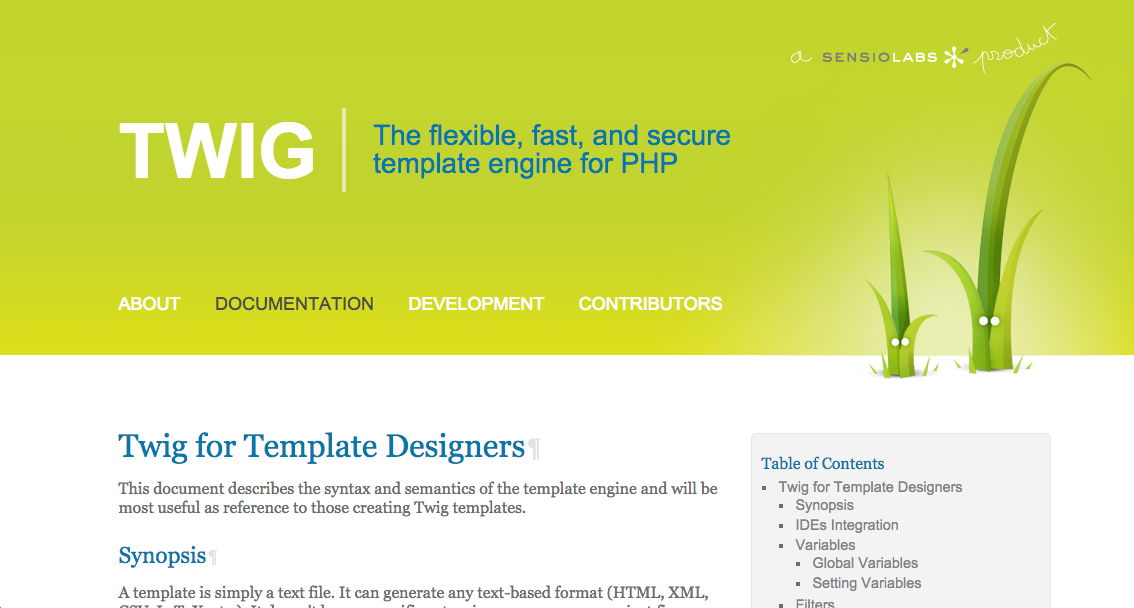 a SENSIOLABS product
TWIG
The flexible, fast, and secure
template engine for PHP
ABOUT DOCUMENTATION DEVELOPMENT CONTRIBUTORS
Twig for Template Designers¶
This document describes the syntax and semantics of the template engine and will be
most useful as reference to those creating Twig templates.
Synopsis¶
A template is simply a text file. It can generate any text-based format (HTML, XML,
Table of Contents
Twig for Template Designers
Synopsis
IDEs Integration
Variables
Global Variables
Setting Variables
Filters